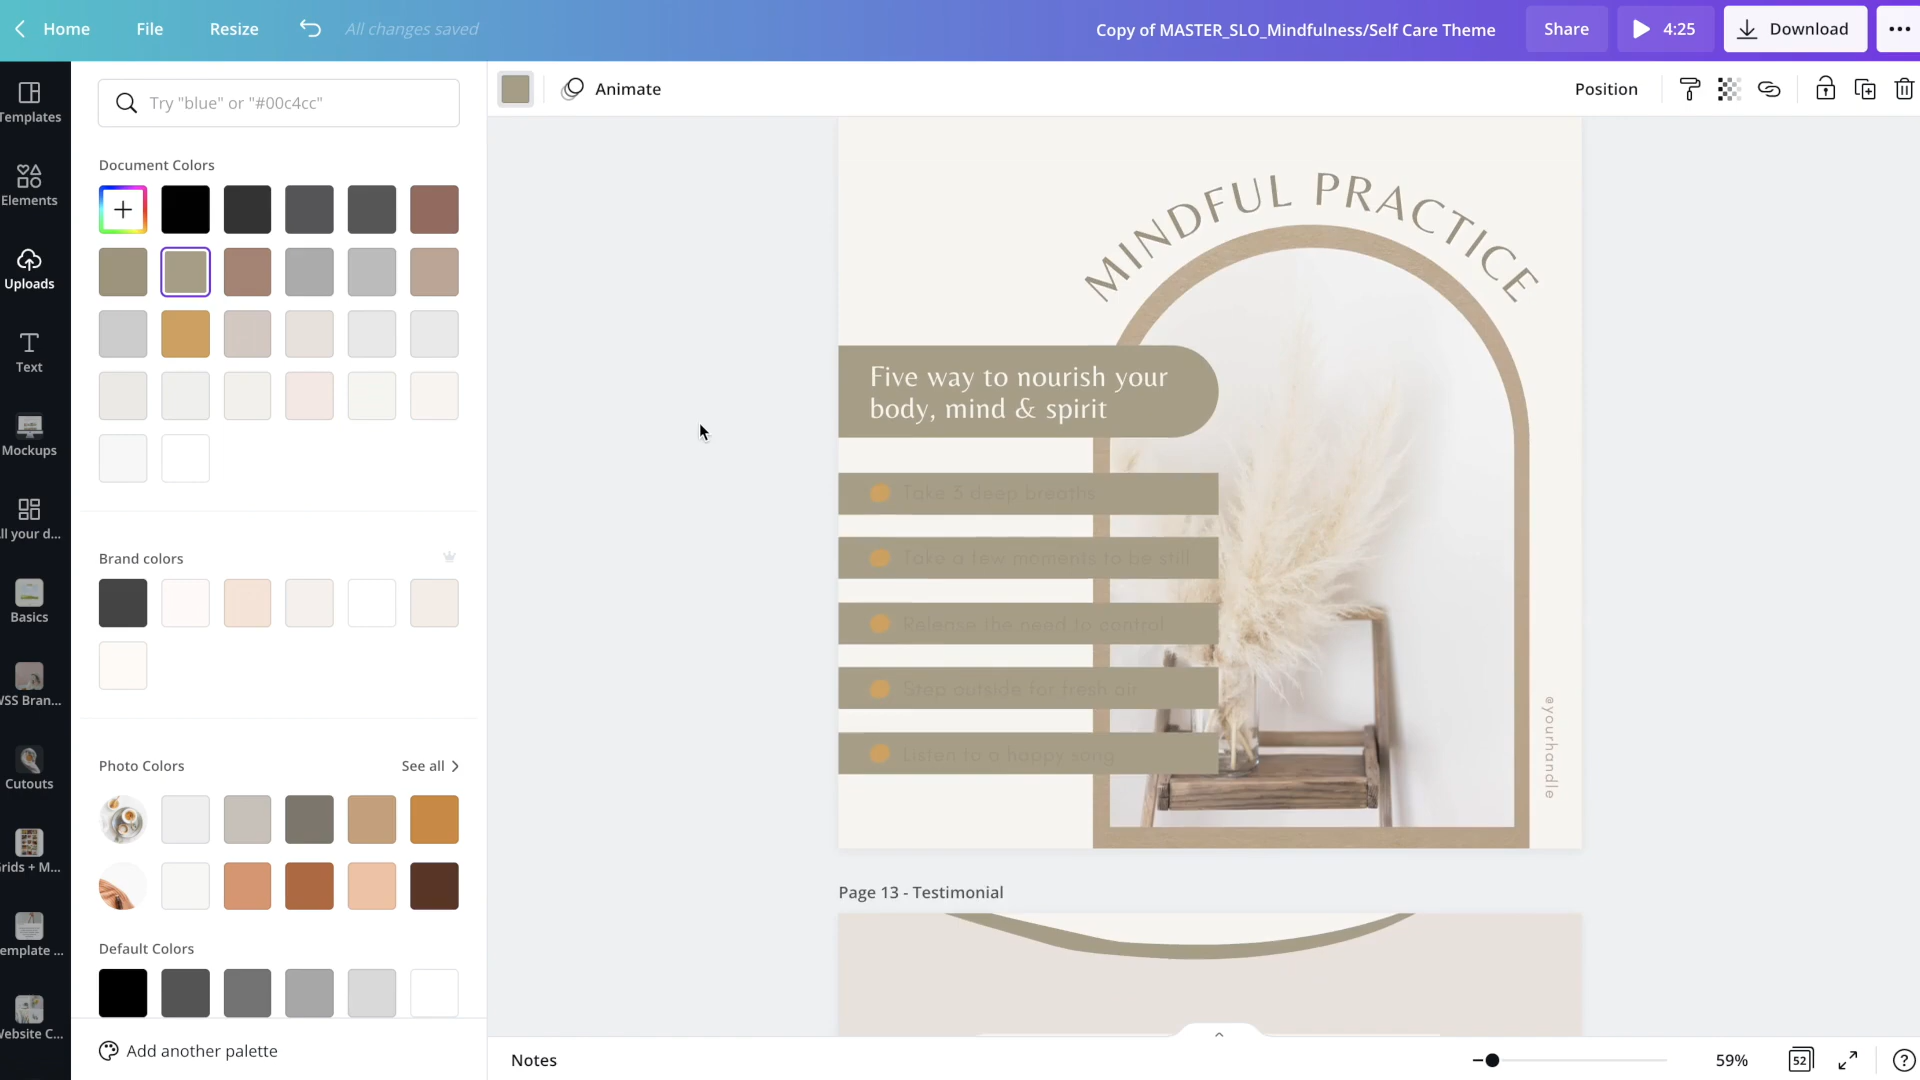 Home
File
Resize
All changes saved
Copy of MASTER_SLO_Mindfulness/Self Care Theme
Share
4:25
Download
Templates
Elements
Uploads
Text
Mockups
ll your d...
Basics
VSS Bran...
Cutouts
Grids + M...
emplate ...
Vebsite C...
Try "blue" or "#00c4cc"
Document Colors
Brand colors
Photo Colors
See all
Default Colors
Add another palette
Animate
Position
MINDFUL PRACTICE
Five way to nourish your
body, mind & spirit
Take 5 deep breaths
Take a few moments to be still
Release the need to control
Step outside for fresh air
Listen to a happy song
@yourhandle
Page 13 - Testimonial
Notes
59%
52
?